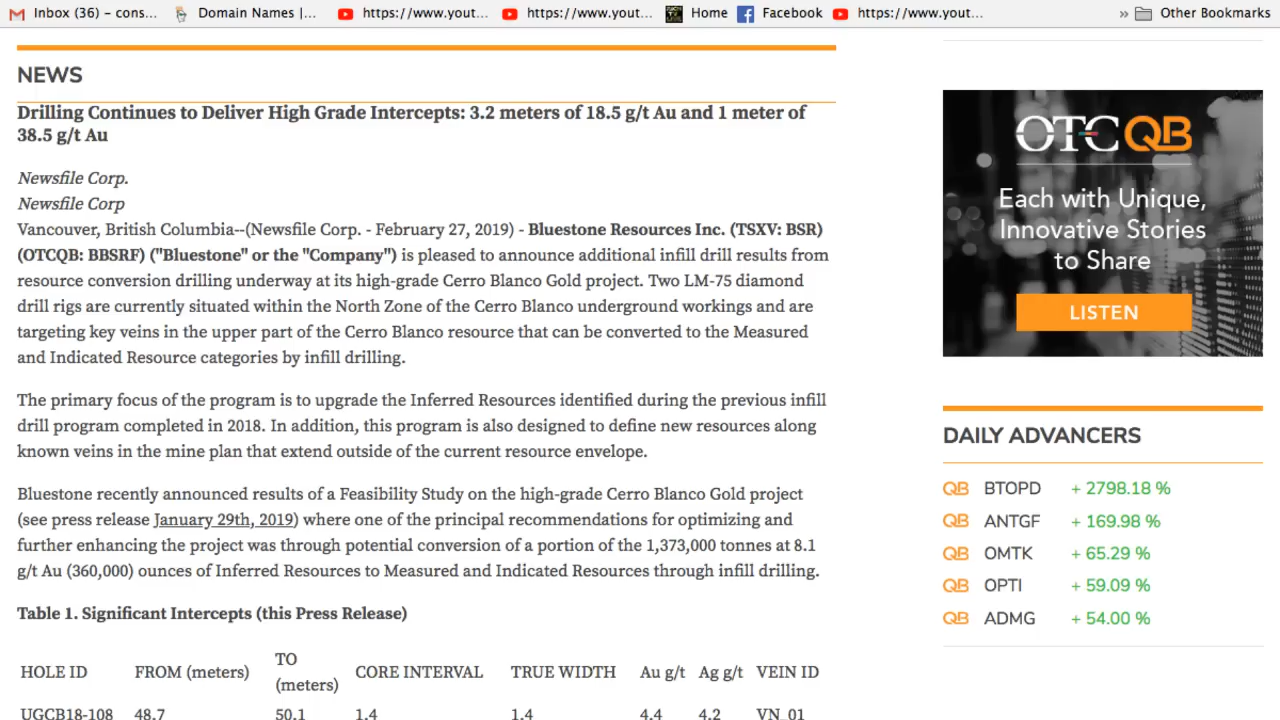 Inbox (36) – cons...
Domain Names |...
https://www.yout...
https://www.yout...
Home
Facebook
https://www.yout...
» Other Bookmarks
NEWS
Drilling Continues to Deliver High Grade Intercepts: 3.2 meters of 18.5 g/t Au and 1 meter of
38.5 g/t Au
Newsfile Corp.
Newsfile Corp
Vancouver, British Columbia--(Newsfile Corp. - February 27, 2019) - Bluestone Resources Inc. (TSXV: BSR)
(OTCQB: BBSRF) ("Bluestone" or the "Company") is pleased to announce additional infill drill results from
resource conversion drilling underway at its high-grade Cerro Blanco Gold project. Two LM-75 diamond
drill rigs are currently situated within the North Zone of the Cerro Blanco underground workings and are
targeting key veins in the upper part of the Cerro Blanco resource that can be converted to the Measured
and Indicated Resource categories by infill drilling.
The primary focus of the program is to upgrade the Inferred Resources identified during the previous infill
drill program completed in 2018. In addition, this program is also designed to define new resources along
known veins in the mine plan that extend outside of the current resource envelope.
Bluestone recently announced results of a Feasibility Study on the high-grade Cerro Blanco Gold project
(see press release January 29th, 2019) where one of the principal recommendations for optimizing and
further enhancing the project was through potential conversion of a portion of the 1,373,000 tonnes at 8.1
g/t Au (360,000) ounces of Inferred Resources to Measured and Indicated Resources through infill drilling.
Table 1. Significant Intercepts (this Press Release)
HOLE ID FROM (meters) TO (meters) CORE INTERVAL TRUE WIDTH Au g/t Ag g/t VEIN ID
UGCB18-108 48.7 50.1 1.4 1.4 4.4 4.2 VN_01
OTCQB
Each with Unique,
Innovative Stories
to Share
LISTEN
DAILY ADVANCERS
QB BTOPD + 2798.18 %
QB ANTGF + 169.98 %
QB OMTK + 65.29 %
QB OPTI + 59.09 %
QB ADMG + 54.00 %